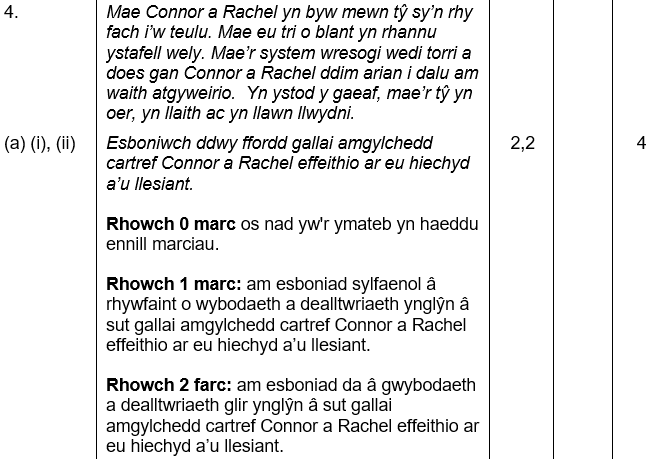 4.
Mae Connor a Rachel yn byw mewn tŷ sy'n rhy
fach i'w teulu. Mae eu tri o blant yn rhannu
ystafell wely. Mae'r system wresogi wedi torri a
does gan Connor a Rachel ddim arian i dalu am
waith atgyweirio. Yn ystod y gaeaf, mae'r tŷ yn
oer, yn llaith ac yn llawn llwydni.
(a) (i), (ii)
Esboniwch ddwy ffordd gallai amgylchedd
cartref Connor a Rachel effeithio ar eu hiechyd
a'u llesiant.
2,2
4
Rhowch 0 marc os nad yw'r ymateb yn haeddu
ennill marciau.
Rhowch 1 marc: am esboniad sylfaenol â
rhywfaint o wybodaeth a dealltwriaeth ynglŷn â
sut gallai amgylchedd cartref Connor a Rachel
effeithio ar eu hiechyd a'u llesiant.
Rhowch 2 farc: am esboniad da â gwybodaeth
a dealltwriaeth glir ynglŷn â sut gallai
amgylchedd cartref Connor a Rachel effeithio ar
eu hiechyd a'u llesiant.